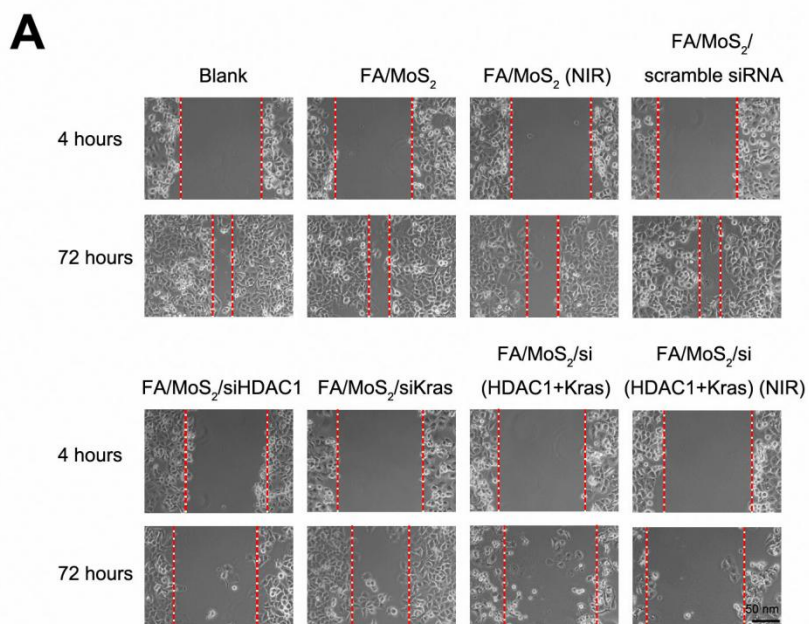 A
Blank
FA/MoS₂
FA/MoS₂ (NIR)
FA/MoS₂/
scramble siRNA
4 hours
72 hours
FA/MoS₂/siHDAC1
FA/MoS₂/siKras
FA/MoS₂/si
(HDAC1+Kras)
FA/MoS₂/si
(HDAC1+Kras) (NIR)
4 hours
72 hours
50 nm